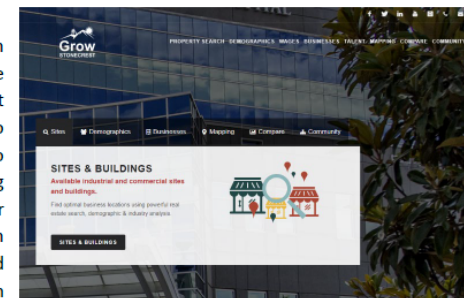 Grow
STONECREST
PROPERTY SEARCH DEMOGRAPHICS WAGES BUSINESSES TALENT MAPPING COMPARE COMMUNITY
Sites Demographics Businesses Mapping Compare Community
SITES & BUILDINGS
Available industrial and commercial sites
and buildings.
Find optimal business locations using powerful real
estate search, demographic & industry analysis.
SITES & BUILDINGS